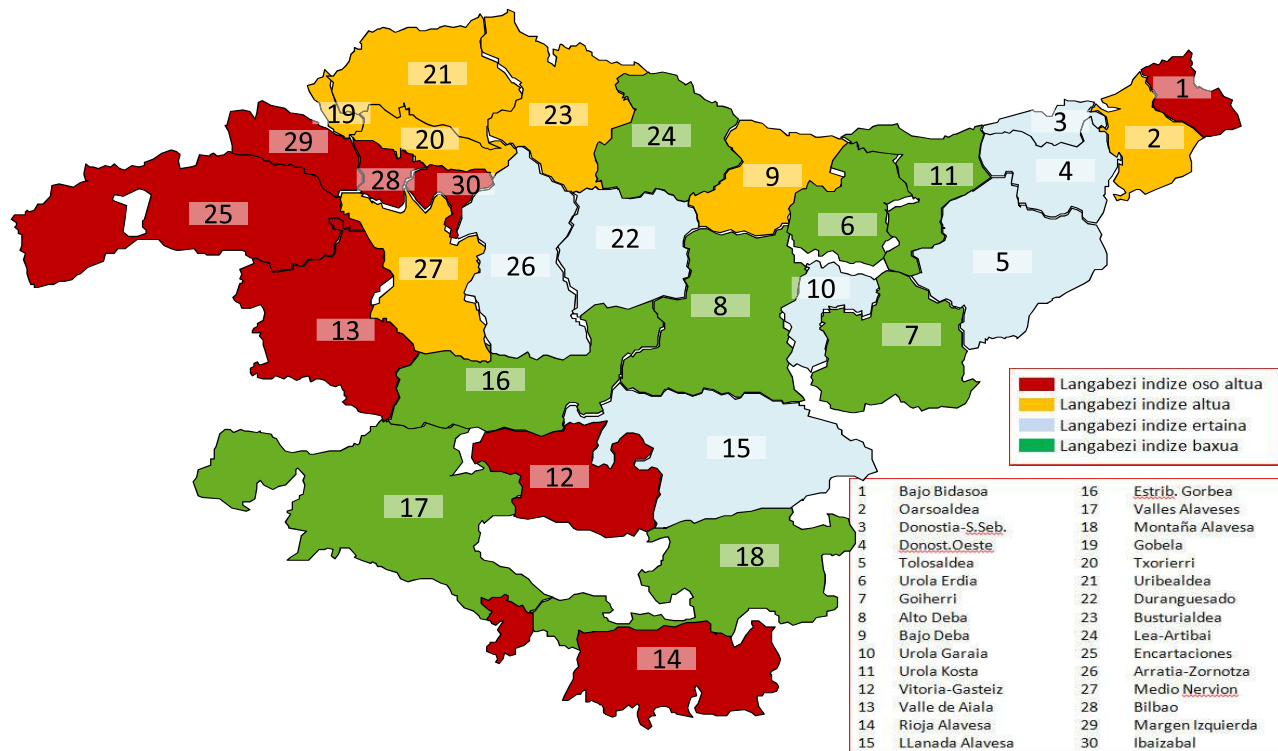 21
1
19
23
3
20
24
2
29
9
11
4
28
30
25
6
22
5
26
27
10
8
13
7
16
15
12
17
18
14
Langabezi indize oso altua
Langabezi indize altua
Langabezi indize ertaina
Langabezi indize baxua
1 Bajo Bidasoa 16 Estrib. Gorbea
2 Oarsoaldea 17 Valles Alaveses
3 Donostia-S.Seb. 18 Montaña Alavesa
4 Donost.Oeste 19 Gobela
5 Tolosaldea 20 Txorierri
6 Urola Erdia 21 Uribealdea
7 Goiherri 22 Duranguesado
8 Alto Deba 23 Busturialdea
9 Bajo Deba 24 Lea-Artibai
10 Urola Garaia 25 Encartaciones
11 Urola Kosta 26 Arratia-Zornotza
12 Vitoria-Gasteiz 27 Medio Nervion
13 Valle de Aiala 28 Bilbao
14 Rioja Alavesa 29 Margen Izquierda
15 LLanada Alavesa 30 Ibaizabal